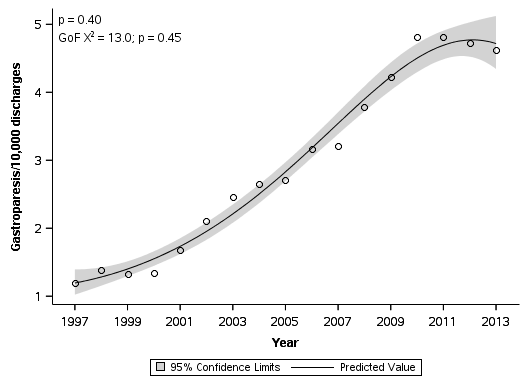 p = 0.40
GoF X² = 13.0; p = 0.45
Gastroparesis/10,000 discharges
5
4
3
2
1
1997 1999 2001 2003 2005 2007 2009 2011 2013
Year
95% Confidence Limits Predicted Value